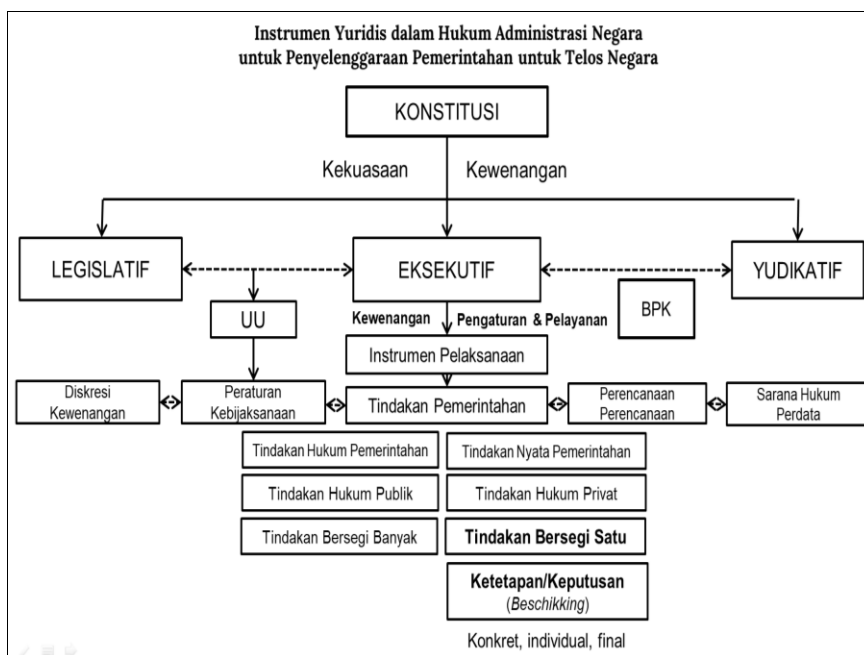 Instrumen Yuridis dalam Hukum Administrasi Negara
untuk Penyelenggaraan Pemerintahan untuk Telos Negara
KONSTITUSI
Kekuasaan
Kewenangan
LEGISLATIF
EKSEKUTIF
YUDIKATIF
UU
Kewenangan
Pengaturan & Pelayanan
BPK
Instrumen Pelaksanaan
Diskresi
Kewenangan
Peraturan
Kebijaksanaan
Tindakan Pemerintahan
Perencanaan
Perencanaan
Sarana Hukum
Perdata
Tindakan Hukum Pemerintahan
Tindakan Nyata Pemerintahan
Tindakan Hukum Publik
Tindakan Hukum Privat
Tindakan Bersegi Banyak
Tindakan Bersegi Satu
Ketetapan/Keputusan
(Beschikking)
Konkret, individual, final